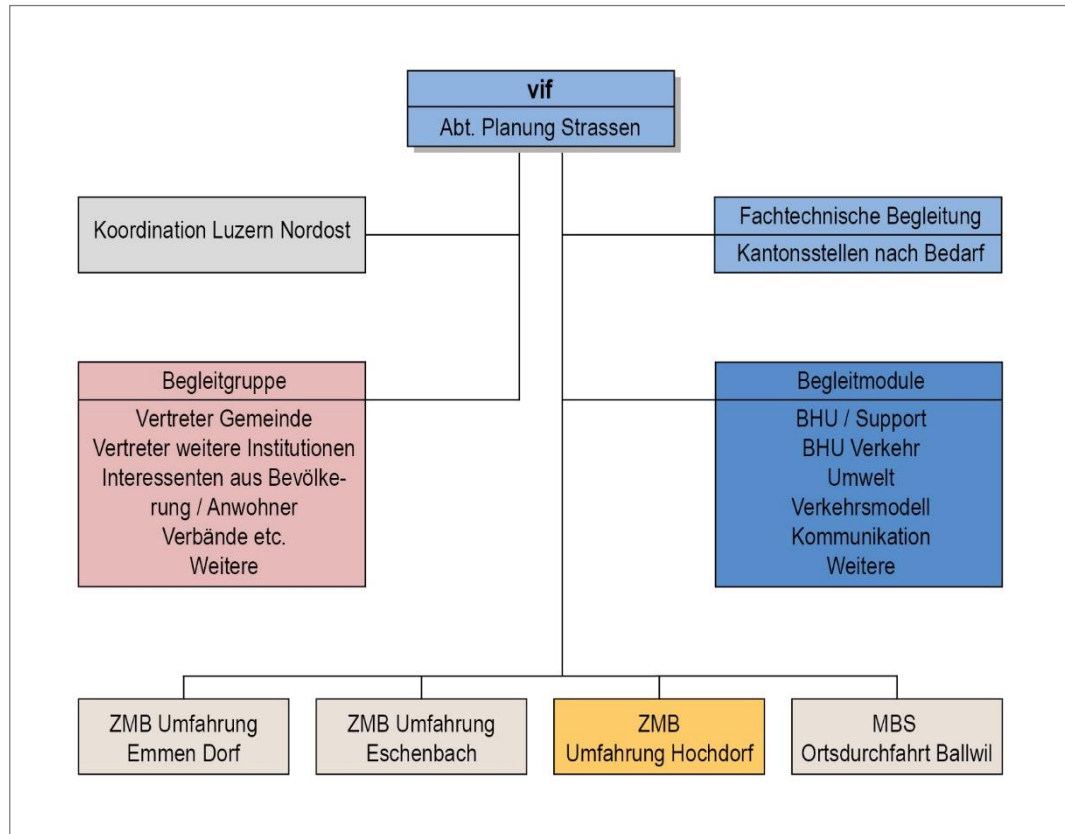 vif
Abt. Planung Strassen
Koordination Luzern Nordost
Fachtechnische Begleitung
Kantonsstellen nach Bedarf
Begleitgruppe
Vertreter Gemeinde
Vertreter weitere Institutionen
Interessenten aus Bevölke-
rung / Anwohner
Verbände etc.
Weitere
Begleitmodule
BHU / Support
BHU Verkehr
Umwelt
Verkehrsmodell
Kommunikation
Weitere
ZMB Umfahrung
Emmen Dorf
ZMB Umfahrung
Eschenbach
ZMB
Umfahrung Hochdorf
MBS
Ortsdurchfahrt Ballwil